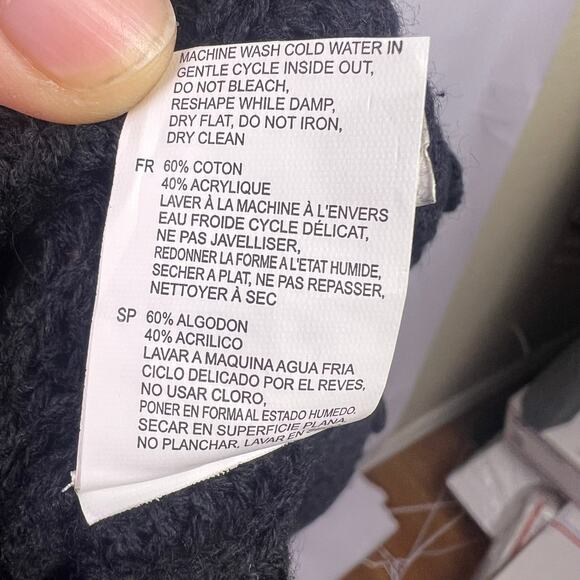 MACHINE WASH COLD WATER IN
GENTLE CYCLE INSIDE OUT,
DO NOT BLEACH,
RESHAPE WHILE DAMP,
DRY FLAT, DO NOT IRON,
DRY CLEAN
FR 60% COTON
40% ACRYLIQUE
LAVER À LA MACHINE À L'ENVERS
EAU FROIDE CYCLE DÉLICAT,
NE PAS JAVELLISER,
REDONNER LA FORME A L'ETAT HUMIDE,
SECHER A PLAT, NE PAS REPASSER,
NETTOYER À SEC
SP 60% ALGODON
40% ACRILICO
LAVAR A MAQUINA AGUA FRIA
CICLO DELICADO POR EL REVES,
NO USAR CLORO,
PONER EN FORMA AL ESTADO HUMEDO,
SECAR EN SUPERFICIE PLANA,
NO PLANCHAR. LAVAR EN